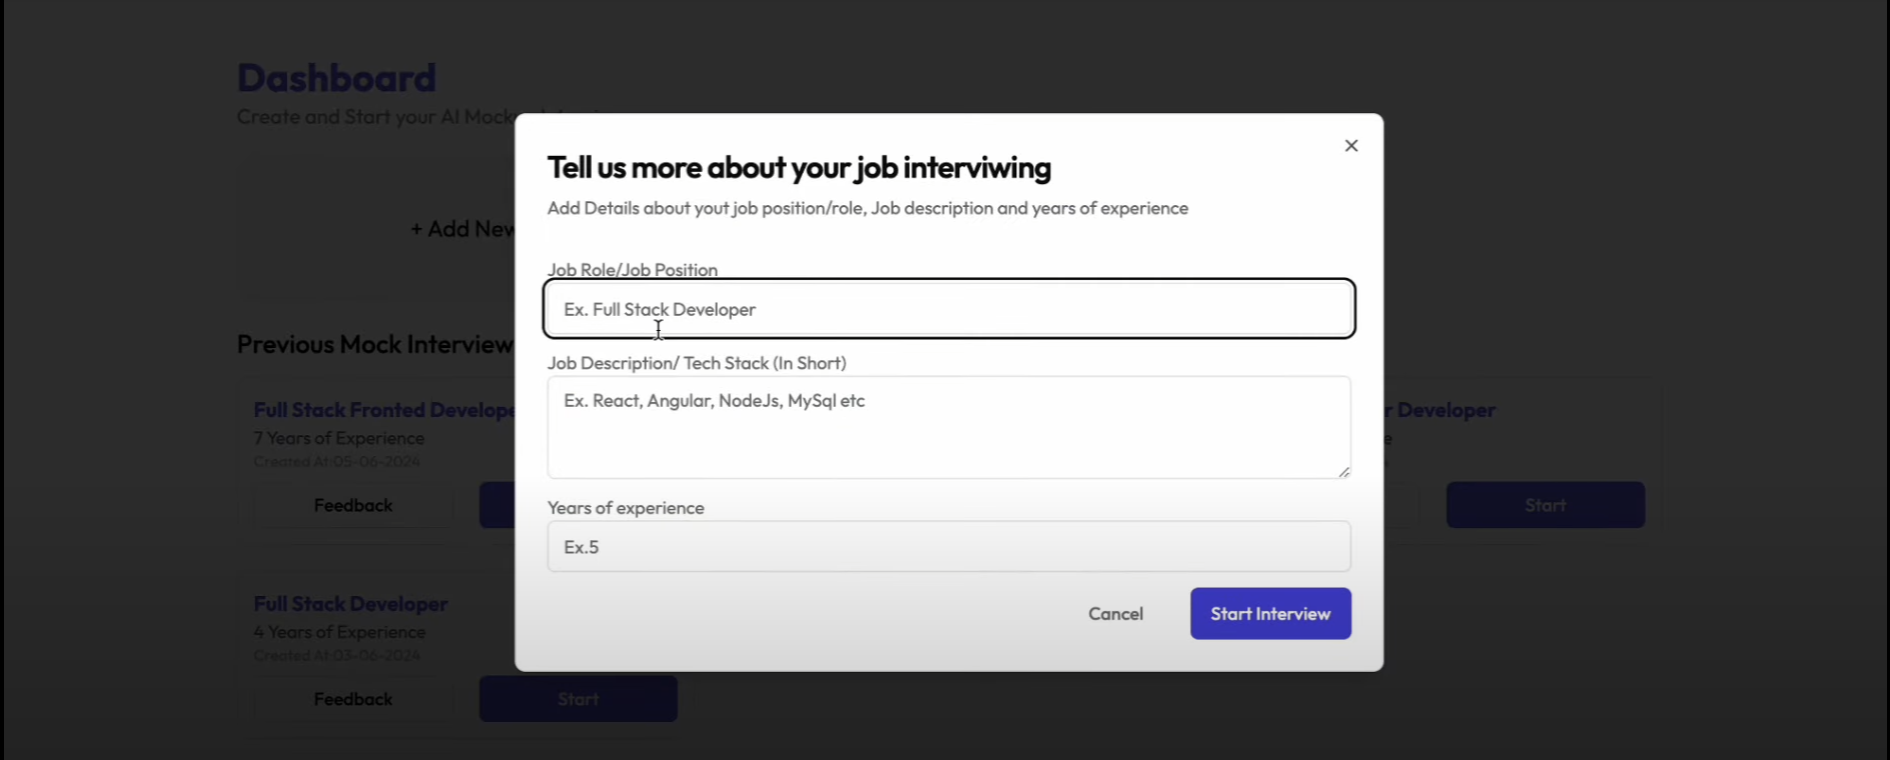 Dashboard
Create and Start your AI Mock
+ Add New
Tell us more about your job interviwing
Add Details about yout job position/role, Job description and years of experience
Job Role/Job Position
Ex. Full Stack Developer
Job Description/ Tech Stack (In Short)
Ex. React, Angular, NodeJs, MySql etc
Years of experience
Ex.5
Cancel
Start Interview
Previous Mock Interview
Full Stack Fronted Develope
7 Years of Experience
Created At:05-06-2024
Feedback
r Developer
e
Start
Full Stack Developer
4 Years of Experience
Created At:03-06-2024
Feedback
Start